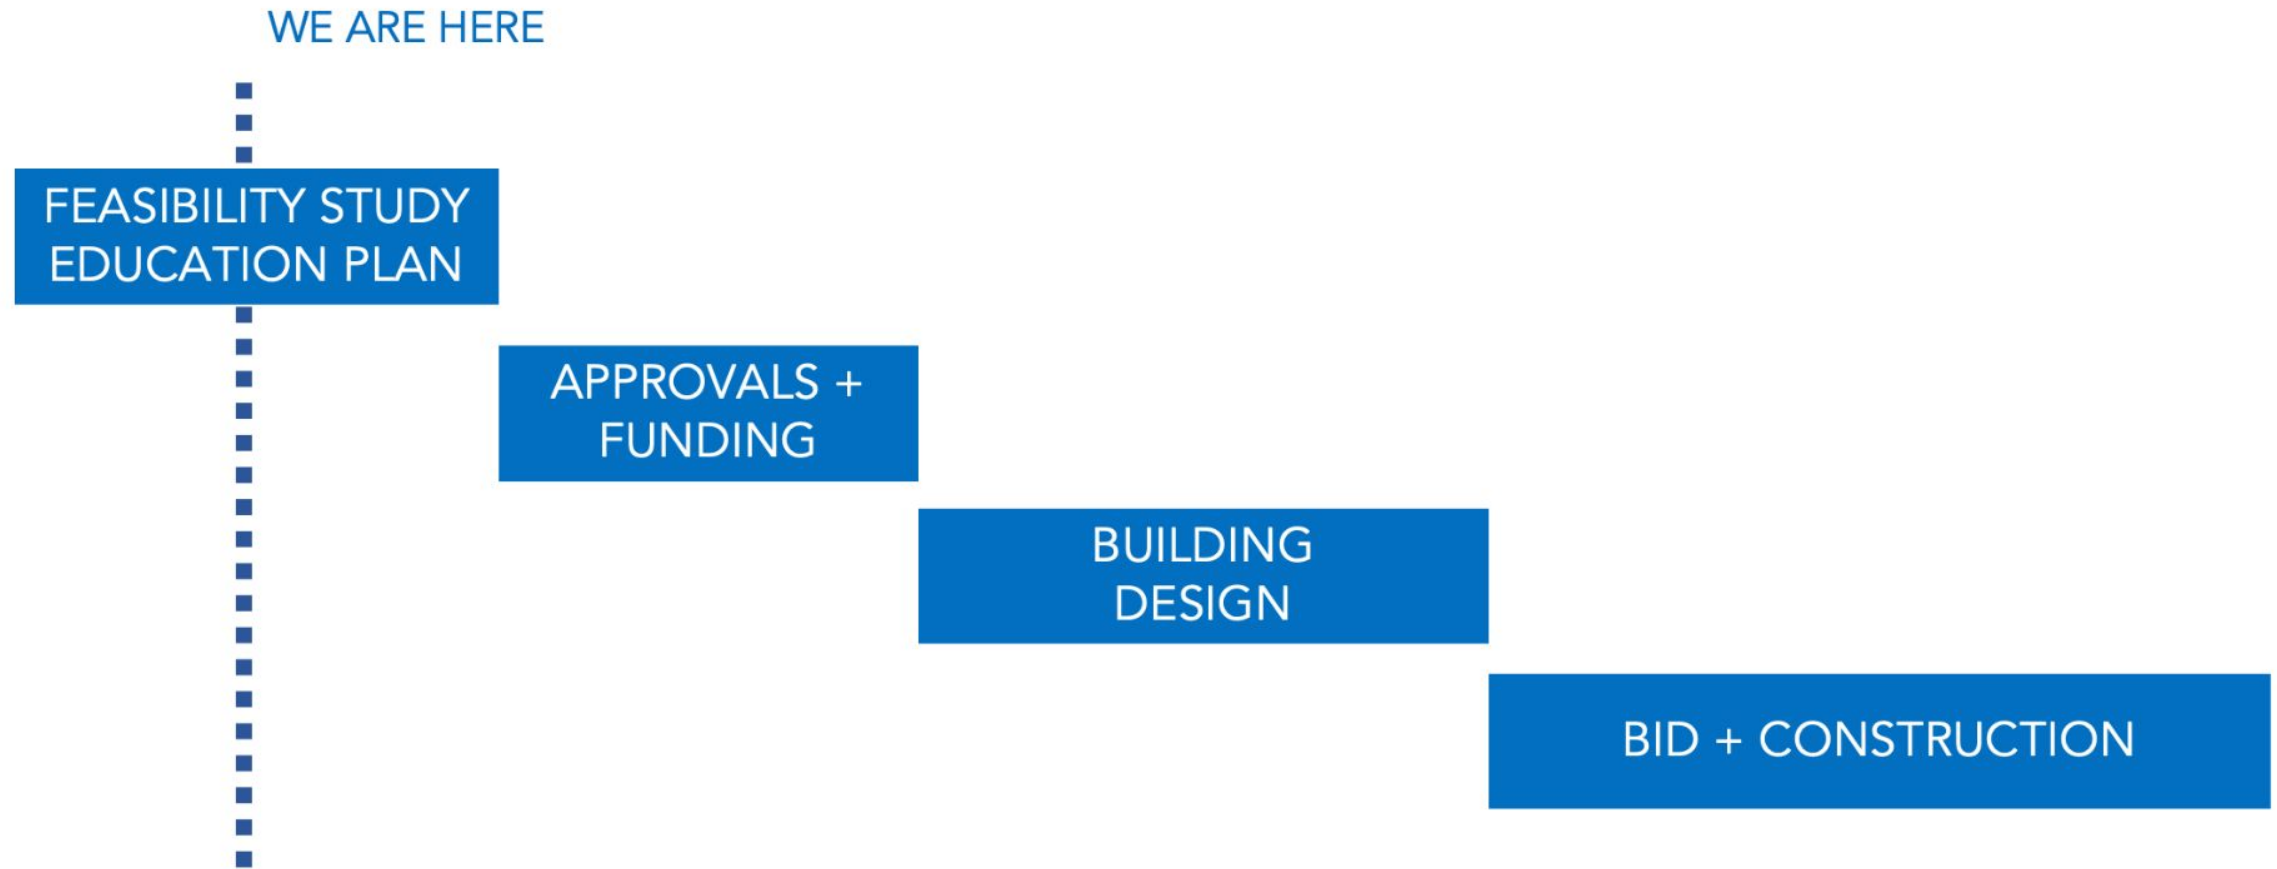 WE ARE HERE
FEASIBILITY STUDY
EDUCATION PLAN
APPROVALS +
FUNDING
BUILDING
DESIGN
BID + CONSTRUCTION